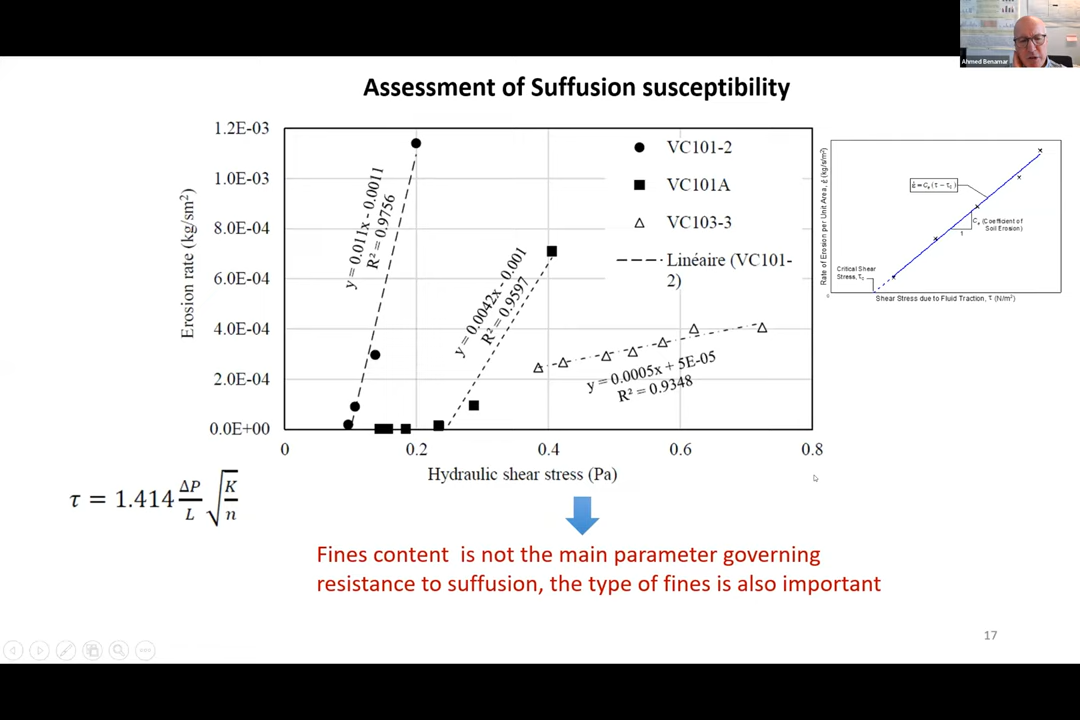 Ahmed Benamar
Assessment of Suffusion susceptibility
1.2E-03
1.0E-03
8.0E-04
6.0E-04
4.0E-04
2.0E-04
0.0E+00
Erosion rate (kg/sm²)
0
0.2
0.4
0.6
0.8
Hydraulic shear stress (Pa)
y = 0.011x - 0.0011
R² = 0.9756
y = 0.0042x - 0.001
R² = 0.9597
y = 0.0005x + 5E-05
R² = 0.9348
VC101-2
VC101A
VC103-3
Linéaire (VC101-
2)
Rate of Erosion per Unit Area, ε̇ (kg/s/m²)
ε̇ = Cₑ (τ − τ꜀)
Cₑ (Coefficient of
Soil Erosion)
1
Critical Shear
Stress, τ꜀
0
Shear Stress due to Fluid Traction, τ (N/m²)
τ = 1.414 ΔP/L √K/n
Fines content is not the main parameter governing
resistance to suffusion, the type of fines is also important
17